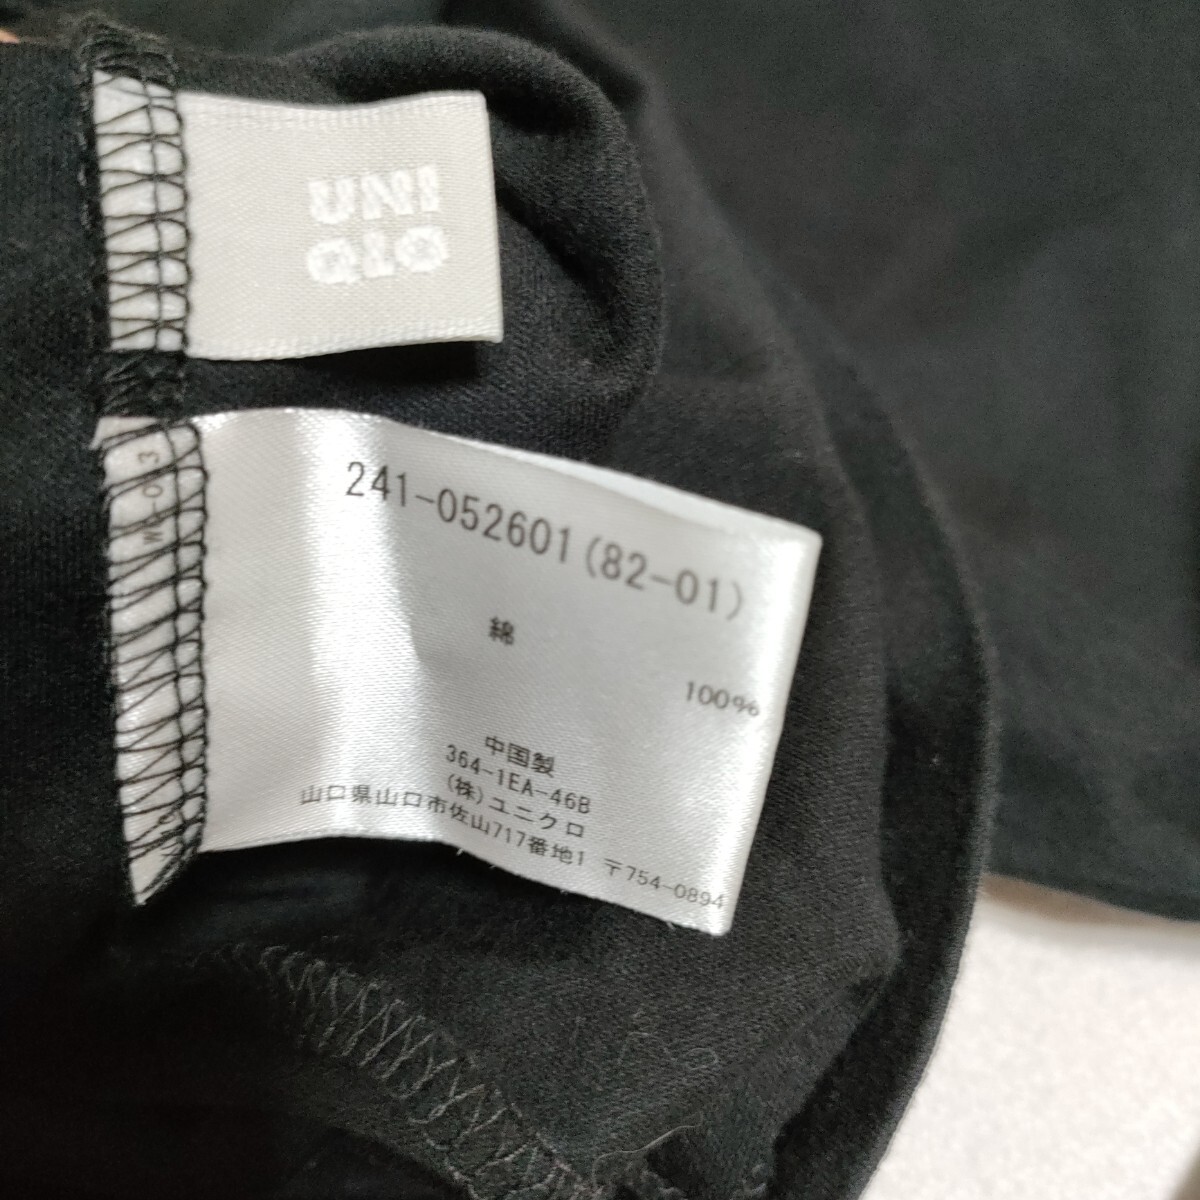 UNI
QLO
241-052601(82-01)
綿
100%
中国製
364-1EA-46B
(株)ユニクロ
山口県山口市佐山717番地1 〒754-0894